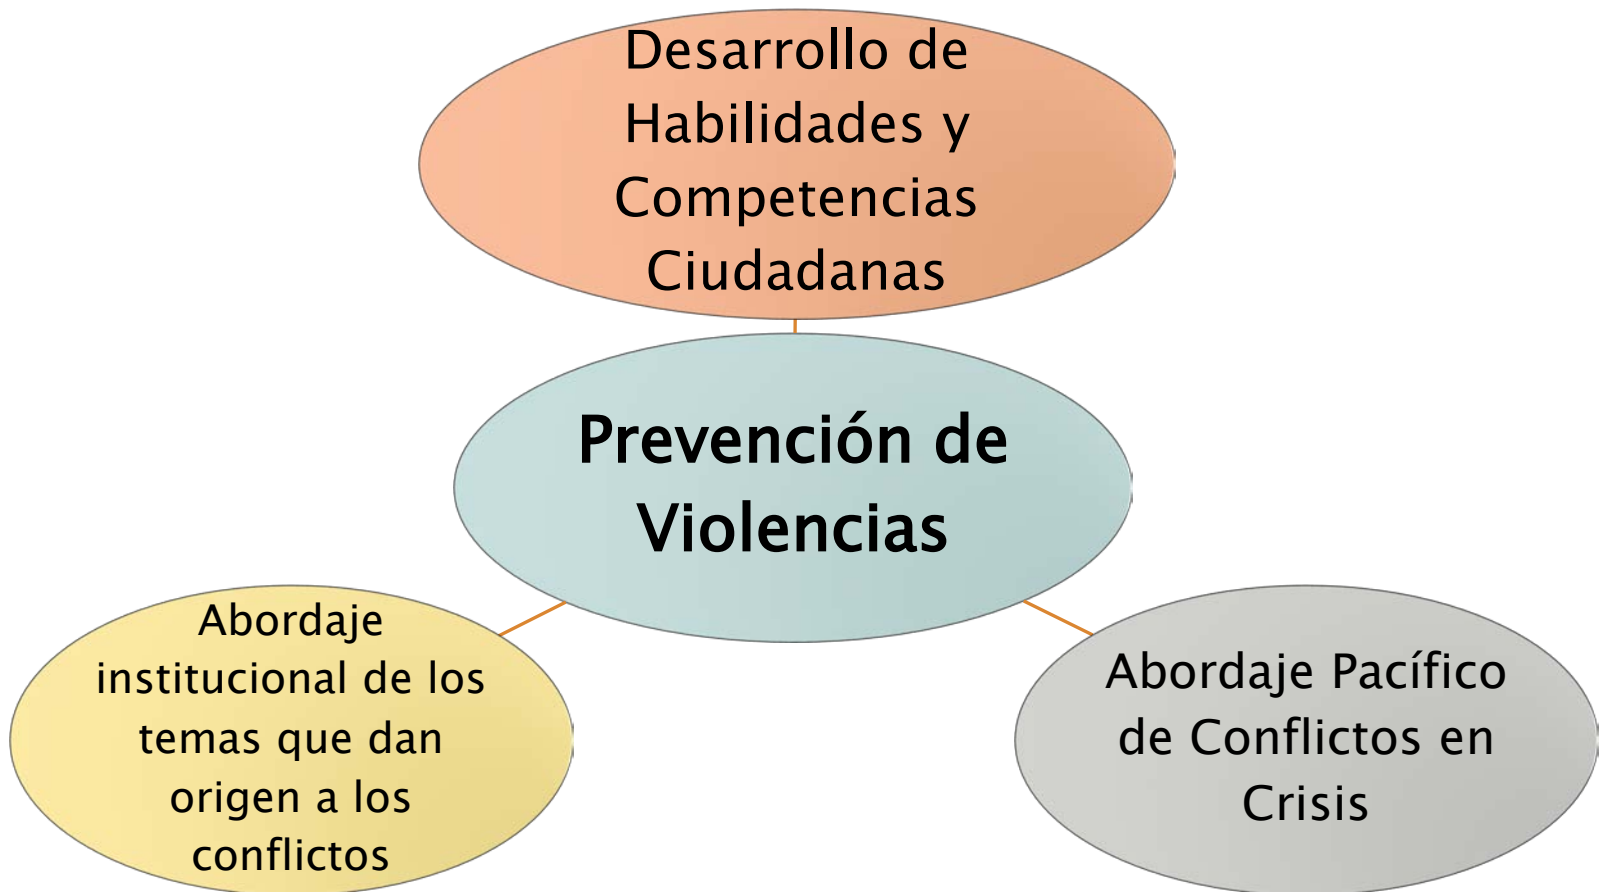 Desarrollo de
Habilidades y
Competencias
Ciudadanas
Prevención de
Violencias
Abordaje
institucional de los
temas que dan
origen a los
conflictos
Abordaje Pacífico
de Conflictos en
Crisis